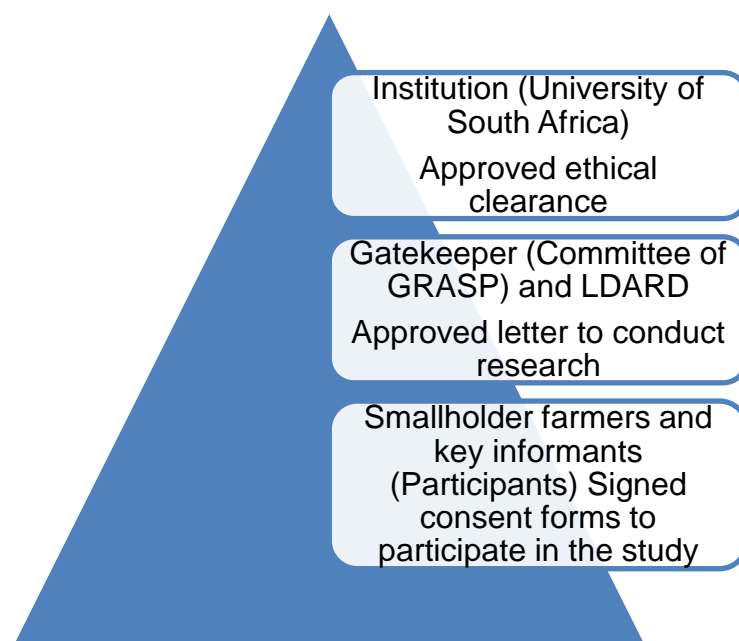 Institution (University of
South Africa)
Approved ethical
clearance
Gatekeeper (Committee of
GRASP) and LDARD
Approved letter to conduct
research
Smallholder farmers and
key informants
(Participants) Signed
consent forms to
participate in the study